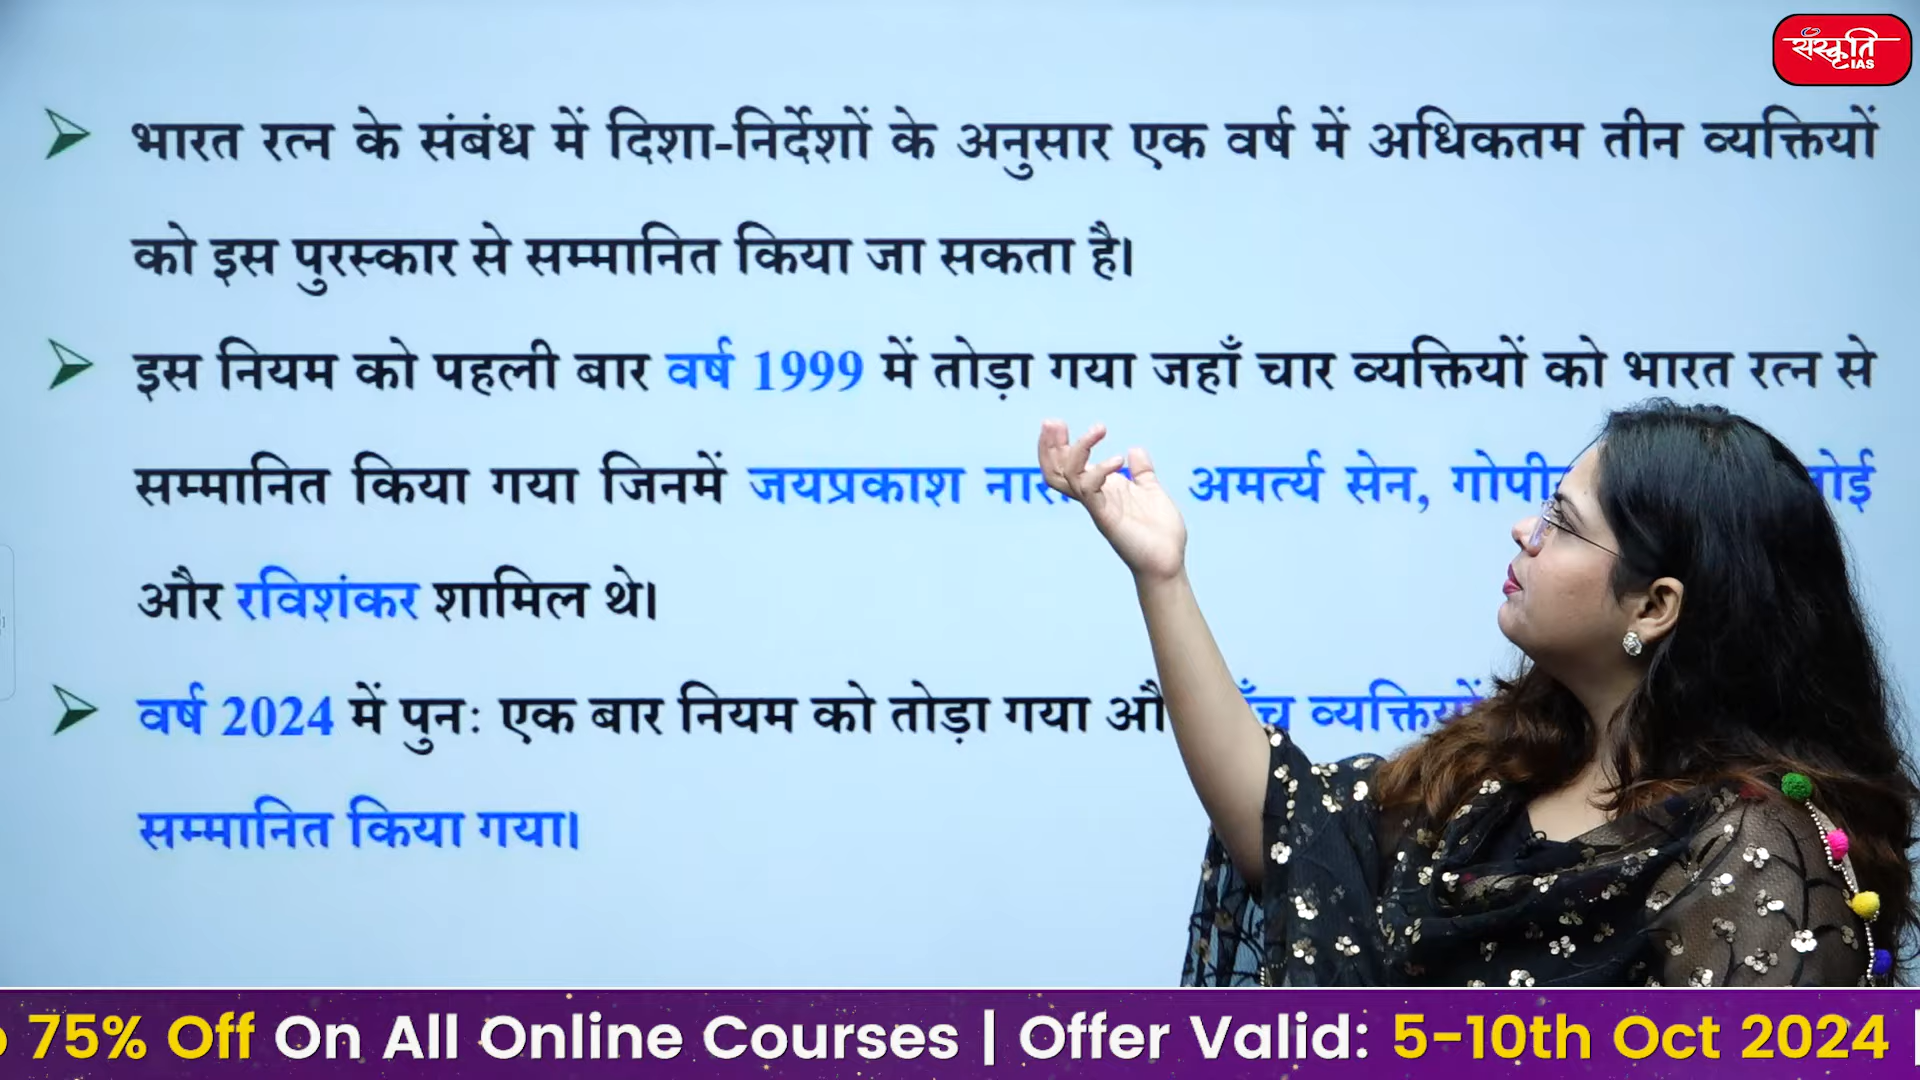 संस्कृति
IAS
भारत रत्न के संबंध में दिशा-निर्देशों के अनुसार एक वर्ष में अधिकतम तीन व्यक्तियों
को इस पुरस्कार से सम्मानित किया जा सकता है।
इस नियम को पहली बार वर्ष 1999 में तोड़ा गया जहाँ चार व्यक्तियों को भारत रत्न से
सम्मानित किया गया जिनमें जयप्रकाश अमर्त्य सेन,
और रविशंकर शामिल थे।
वर्ष 2024 में पुनः एक बार नियम को तोड़ा गया व्यक्तियों
सम्मानित किया गया।
75% Off On All Online Courses | Offer Valid: 5-10th Oct 2024 |